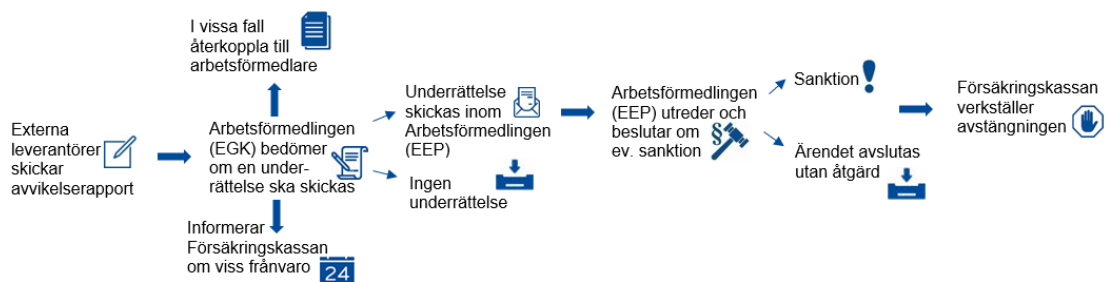 Externa
leverantörer
skickar
avvikelserapport
I vissa fall
återkoppla till
arbetsförmedlare
Arbetsförmedlingen
(EGK) bedömer
om en under-
rättelse ska skickas
Informerar
Försäkringskassan
om viss frånvaro
24
Underrättelse
skickas inom
Arbetsförmedlingen
(EEP)
Ingen
underrättelse
Arbetsförmedlingen
(EEP) utreder och
beslutar om
ev. sanktion
§
Sanktion
Ärendet avslutas
utan åtgärd
Försäkringskassan
verkställer
avstängningen